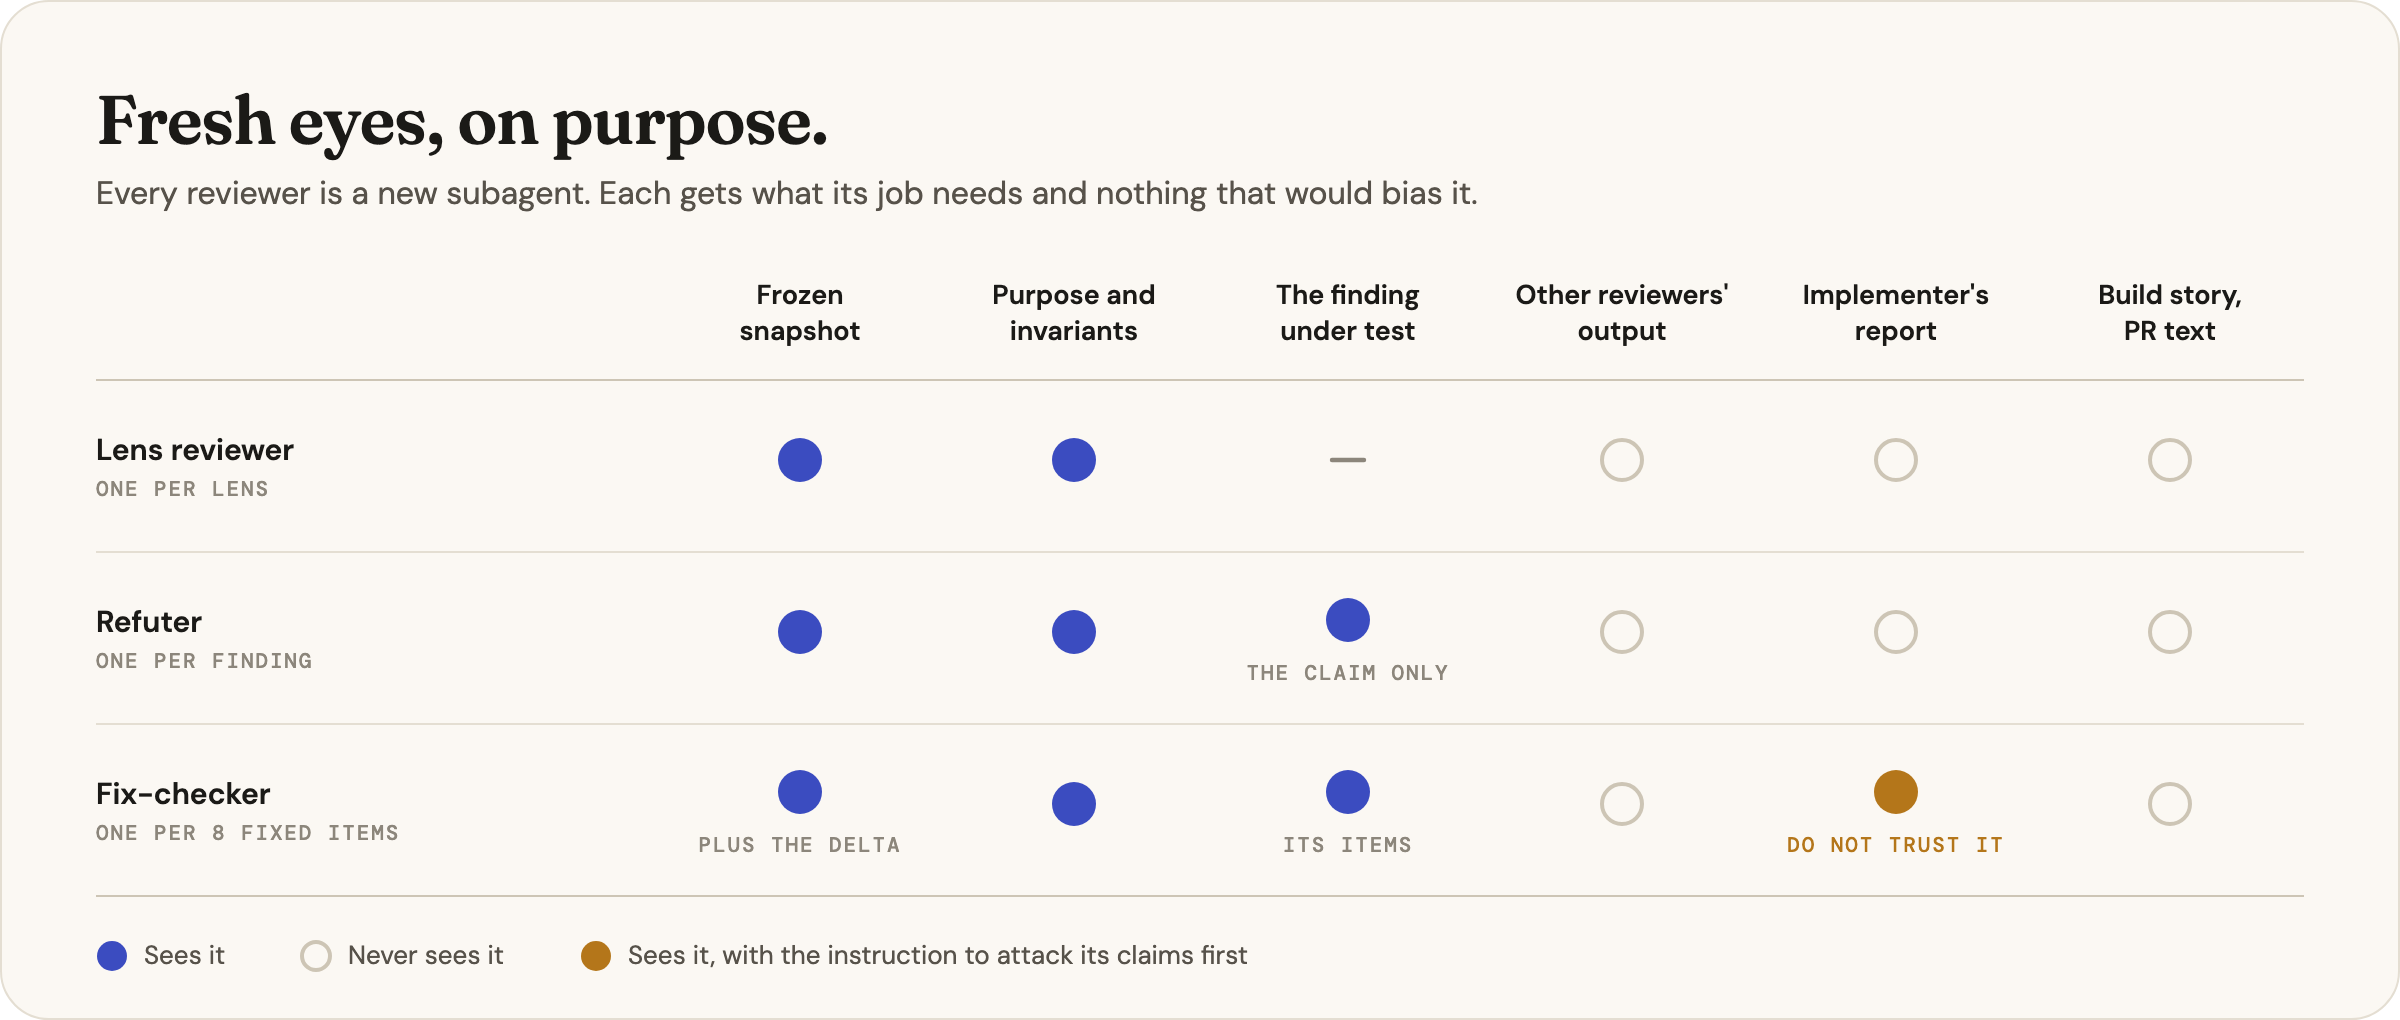 Fresh eyes, on purpose.
Every reviewer is a new subagent. Each gets what its job needs and nothing that would bias it.
Frozen snapshot
Purpose and invariants
The finding under test
Other reviewers' output
Implementer's report
Build story, PR text
Lens reviewer
ONE PER LENS
Refuter
ONE PER FINDING
THE CLAIM ONLY
Fix-checker
ONE PER 8 FIXED ITEMS
PLUS THE DELTA
ITS ITEMS
DO NOT TRUST IT
Sees it
Never sees it
Sees it, with the instruction to attack its claims first